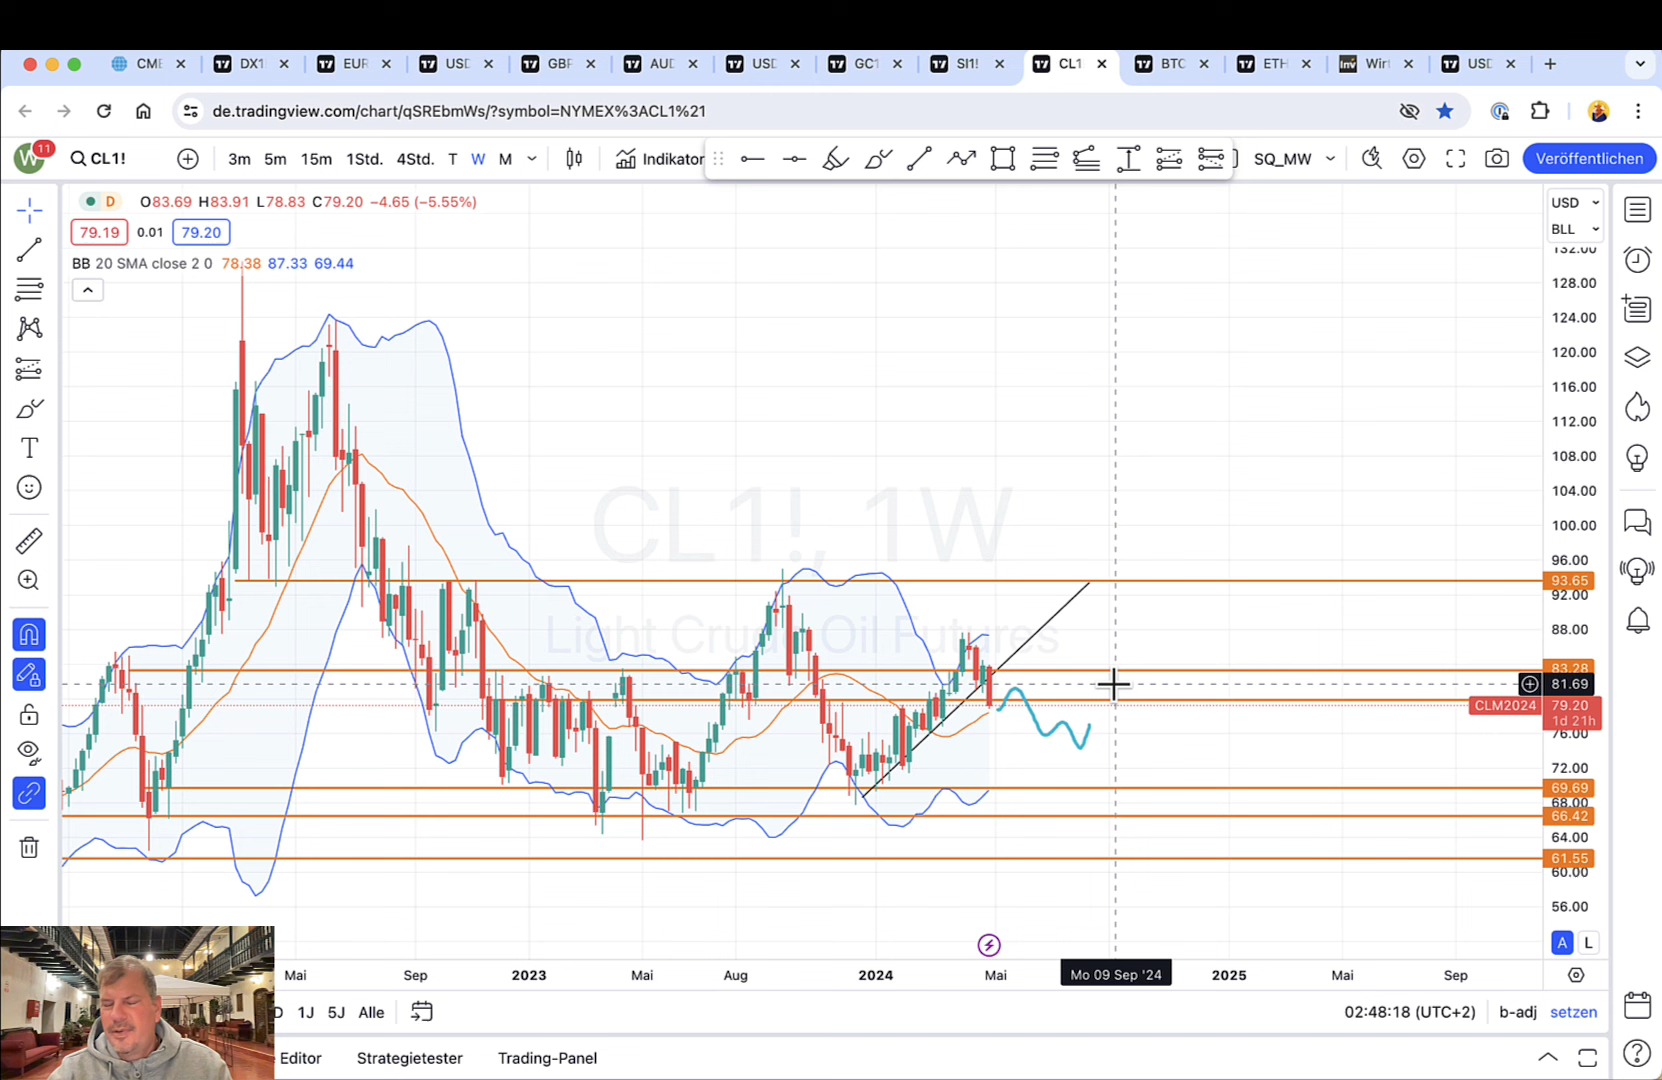 CME
DX1
EUR
USD
GBP
AUD
USD
GC1
SI1!
CL1
BTC
ETH
Inv
Wir1
USD
de.tradingview.com/chart/qSREbmWs/?symbol=NYMEX%3ACL1%21
W 11
CL1!
3m 5m 15m 1Std. 4Std. T W M
Indikator
SQ_MW
Veröffentlichen
D O83.69 H83.91 L78.83 C79.20 −4.65 (−5.55%)
79.19 0.01 79.20
BB 20 SMA close 2 0 78.38 87.33 69.44
USD
BLL
132.00
128.00
124.00
120.00
116.00
112.00
108.00
104.00
100.00
96.00
93.65
92.00
88.00
83.28
81.69
CLM2024 79.20
1d 21h
76.00
72.00
69.69
68.00
66.42
64.00
61.55
60.00
56.00
CL1!, 1W
Light Crude Oil Futures
A L
Mai Sep 2023 Mai Aug 2024 Mai Mo 09 Sep '24 2025 Mai Sep
1J 5J Alle
02:48:18 (UTC+2) b-adj setzen
Editor Strategietester Trading-Panel